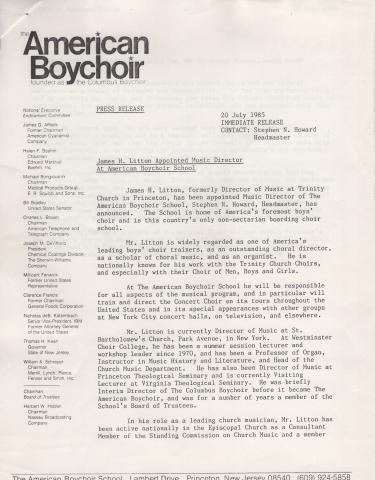 the American
Boychoir
founded as the Columbus Boychoir
National Executive
Endowment Committee
James G. Affleck
Former Chairman
American Cyanamid
Company
Helen F. Boehm
Chairman
Edward Marshall
Boehm, Inc.
Michael Bongiovanni
Chairman
Medical Products Group
E. R. Squibb and Sons, Inc.
Bill Bradley
United States Senator
Charles L. Brown
Chairman
American Telephone and
Telegraph Company
President
Chemical Coatings Division
The Sherwin-Williams
Company
Millicent Fenwick
Former United States
Representative
Clarence Francis
Former Chairman
General Foods Corporation
Nicholas deB. Katzenbach
Senior Vice-President, IBM
Former Attorney General
of the United States
Thomas H. Kean
Governor
State of New Jersey
William A. Schreyer
Chairman
Merrill, Lynch, Pierce,
Fenner and Smith, Inc.
Chairman
Board of Trustees
Herbert W. Hobler
Chairman
Nassau Broadcasting
Company
PRESS RELEASE
20 July 1985
IMMEDIATE RELEASE
CONTACT: Stephen N. Howard
Headmaster
James H. Litton Appointed Music Director
At American Boychoir School
James H. Litton, formerly Director of Music at Trinity
Church in Princeton, has been appointed Music Director of The
American Boychoir School, Stephen N. Howard, Headmaster, has
announced. The School is home of America's foremost boys'
choir and is this country's only non-sectarian boarding choir
school.
Mr. Litton is widely regarded as one of America's
leading boys' choir trainers, as an outstanding choral director,
as a scholar of choral music, and as an organist. He is
nationally known for his work with the Trinity Church Choirs,
and especially with their Choir of Men, Boys and Girls.
At The American Boychoir School he will be responsible
for all aspects of the musical program, and in particular will
train and direct the Concert Choir on its tours throughout the
United States and in its special appearances with other groups
at New York City concert halls, on television, and elsewhere.
Mr. Litton is currently Director of Music at St.
Bartholomew's Church, Park Avenue, in New York. At Westminster
Choir College, he has been a summer session lecturer and
workshop leader since 1970, and has been a Professor of Organ,
Instructor in Music History and Literature, and Head of the
Church Music Department. He has also been Director of Music at
Princeton Theological Seminary and is currently Visiting
Lecturer at Virginia Theological Seminary. He was briefly
Interim Director of The Columbus Boychoir before it became The
American Boychoir, and was for a number of years a member of the
School's Board of Trustees.
In his role as a leading church musician, Mr. Litton has
been active nationally in the Episcopal Church as a Consultant
Member of the Standing Commission on Church Music and a member
The American Boychoir School Lambert Drive Princeton, New Jersey 08540 (609) 924-5858